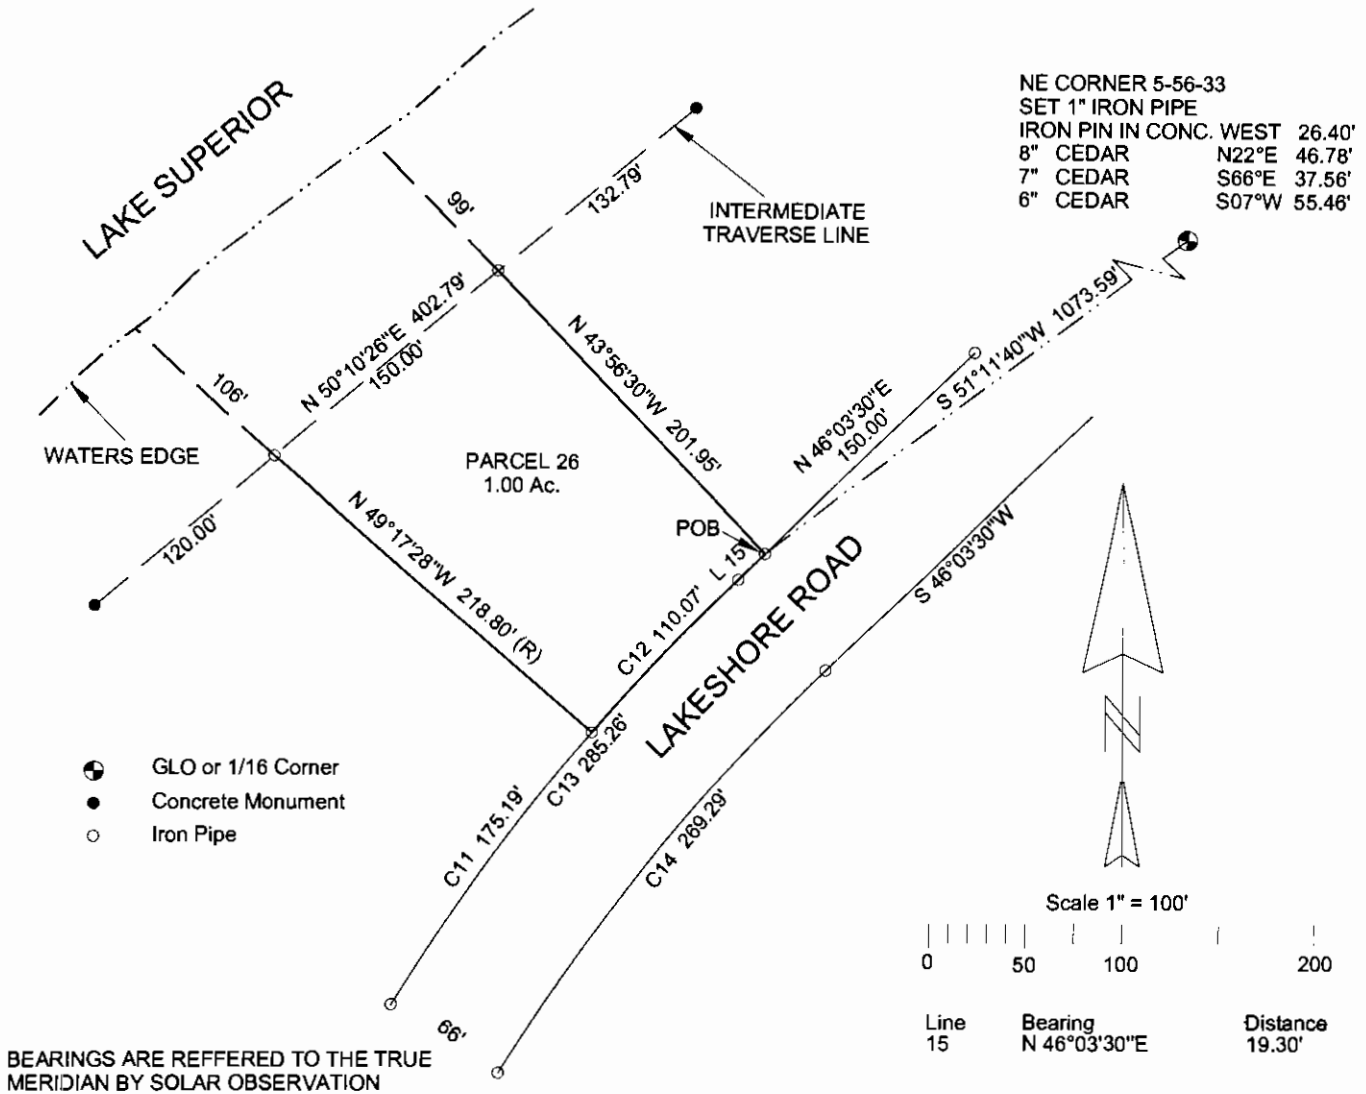 NE CORNER 5-56-33
SET 1" IRON PIPE
IRON PIN IN CONC. WEST 26.40'
8" CEDAR N22°E 46.78'
7" CEDAR S66°E 37.56'
6" CEDAR S07°W 55.46'
LAKE SUPERIOR
99'
132.79'
INTERMEDIATE
TRAVERSE LINE
N 50°10'26"E 402.79'
150.00'
106'
N 43°56'30"W 201.95'
S 51°11'40"W 1073.59'
N 46°03'30"E
150.00'
WATERS EDGE
PARCEL 26
1.00 Ac.
120.00'
N 49°17'28"W 218.80' (R)
POB
L 15
C12 110.07'
LAKESHORE ROAD
S 46°03'30"W
C13 285.26'
C11 175.19'
C14 269.29'
66'
GLO or 1/16 Corner
Concrete Monument
Iron Pipe
N
Scale 1" = 100'
0 50 100 200
Line Bearing Distance
15 N 46°03'30"E 19.30'
BEARINGS ARE REFFERED TO THE TRUE
MERIDIAN BY SOLAR OBSERVATION